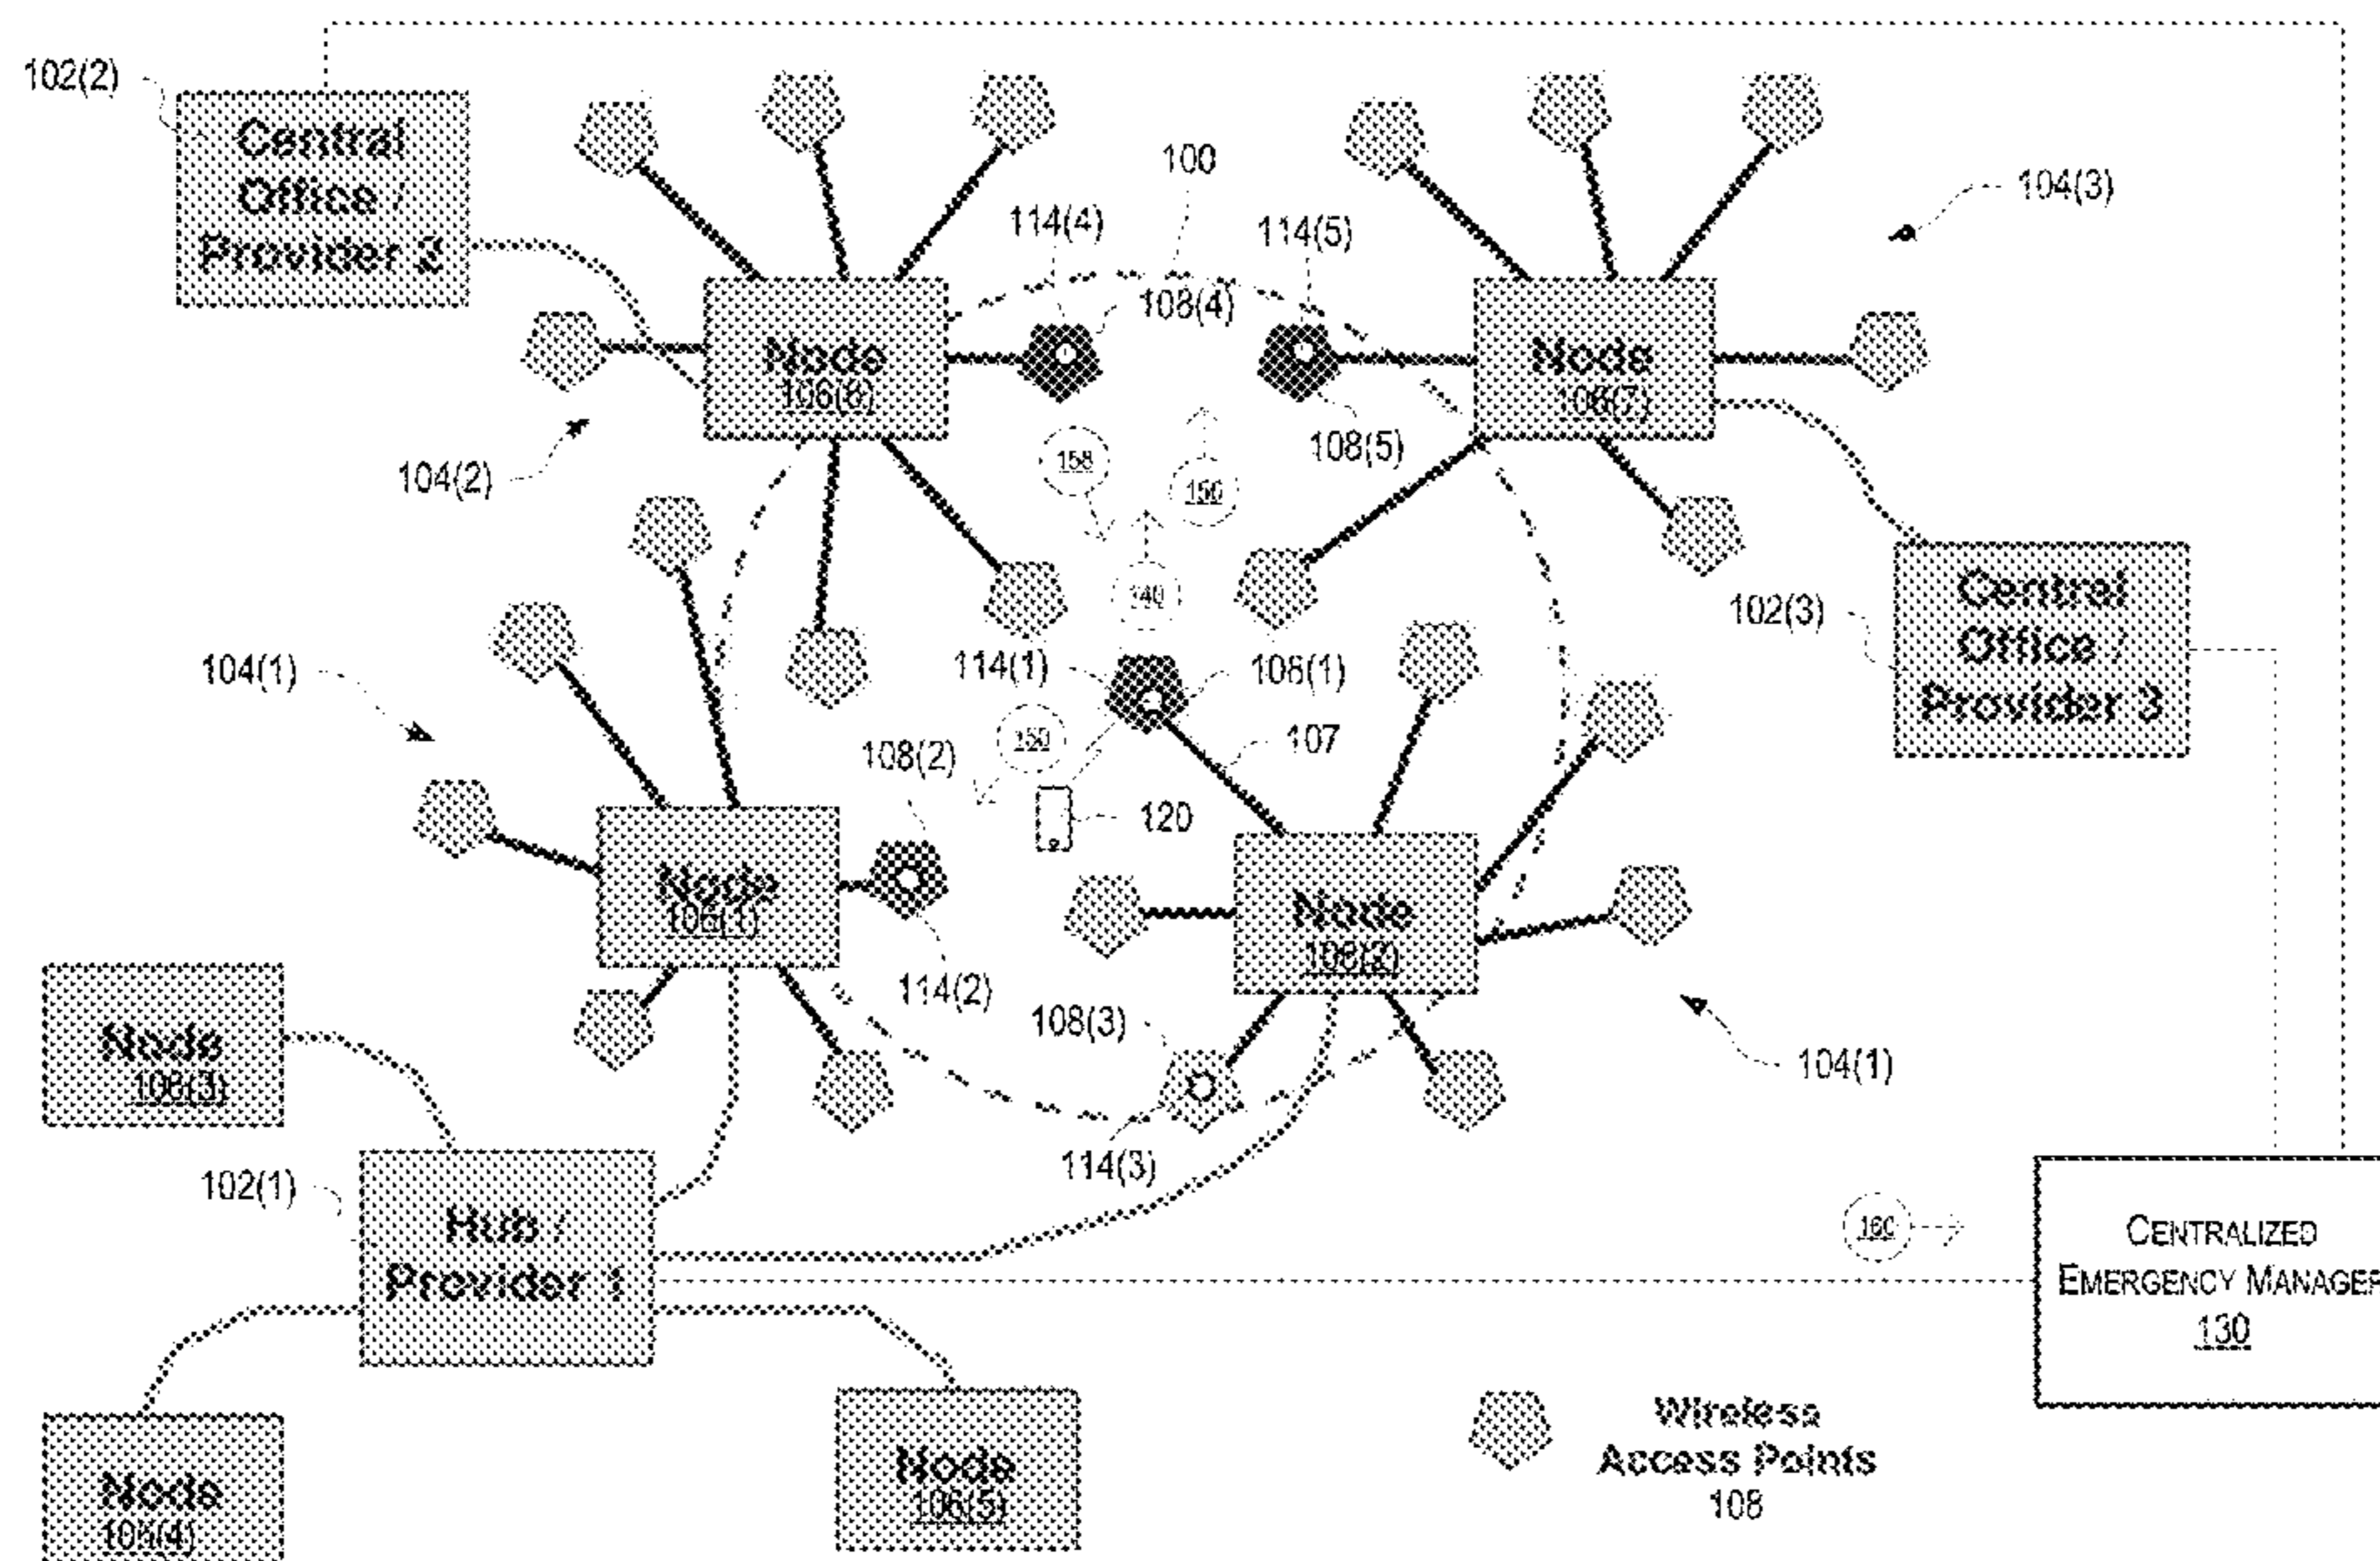 102(2)
Central
Office /
Provider 2
100
104(3)
114(4)
114(5)
108(4)
Node
106(6)
Node
106(7)
108(5)
104(2)
158
150
140
102(3)
Central
Office /
Provider 3
104(1)
114(1)
108(1)
107
150
108(2)
120
Node
106(1)
Node
106(2)
114(2)
108(3)
104(1)
Node
106(3)
114(3)
102(1)
Hub /
Provider 1
160
CENTRALIZED
EMERGENCY MANAGER
130
Node
106(4)
Node
106(5)
Wireless
Access Points
108